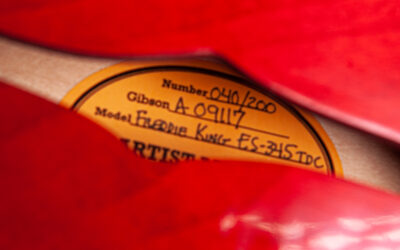 Number 040/200
Gibson A 09117
Model FREDDIE KING ES-345TDC
ARTIST